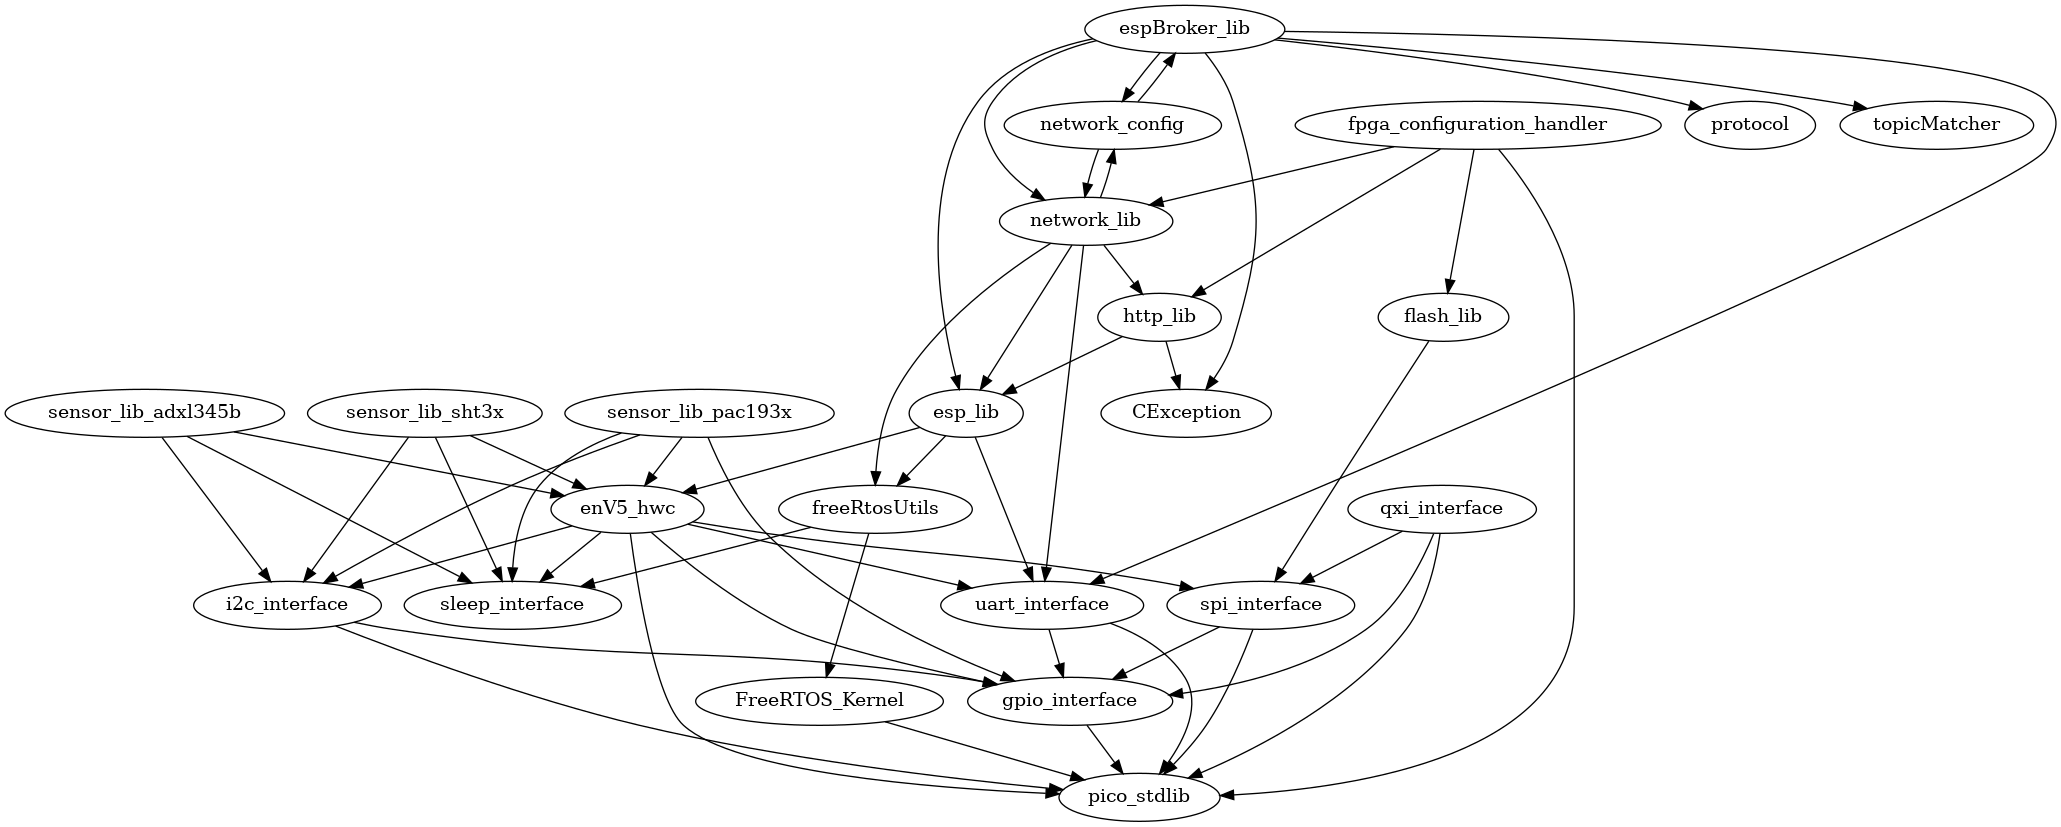 espBroker_lib
network_config
fpga_configuration_handler
protocol
topicMatcher
network_lib
http_lib
flash_lib
sensor_lib_adxl345b
sensor_lib_sht3x
sensor_lib_pac193x
esp_lib
CException
enV5_hwc
freeRtosUtils
qxi_interface
i2c_interface
sleep_interface
uart_interface
spi_interface
FreeRTOS_Kernel
gpio_interface
pico_stdlib